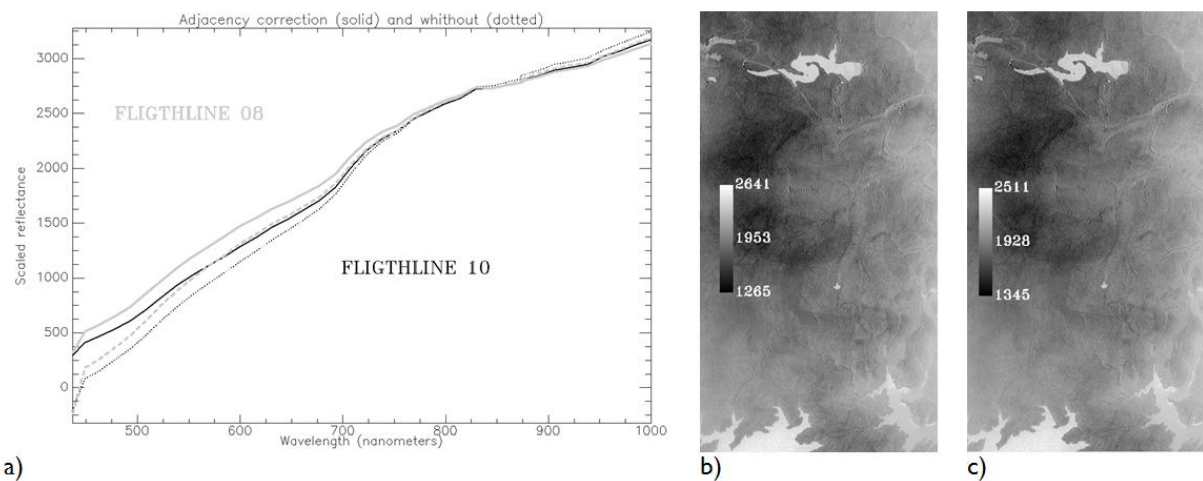 Adjacency correction (solid) and whithout (dotted)
3000
2500
2000
1500
1000
500
0
Scaled reflectance
FLIGTHLINE 08
FLIGTHLINE 10
500
600
700
800
900
1000
Wavelength (nanometers)
a)
2641
1953
1265
b)
2511
1928
1345
c)